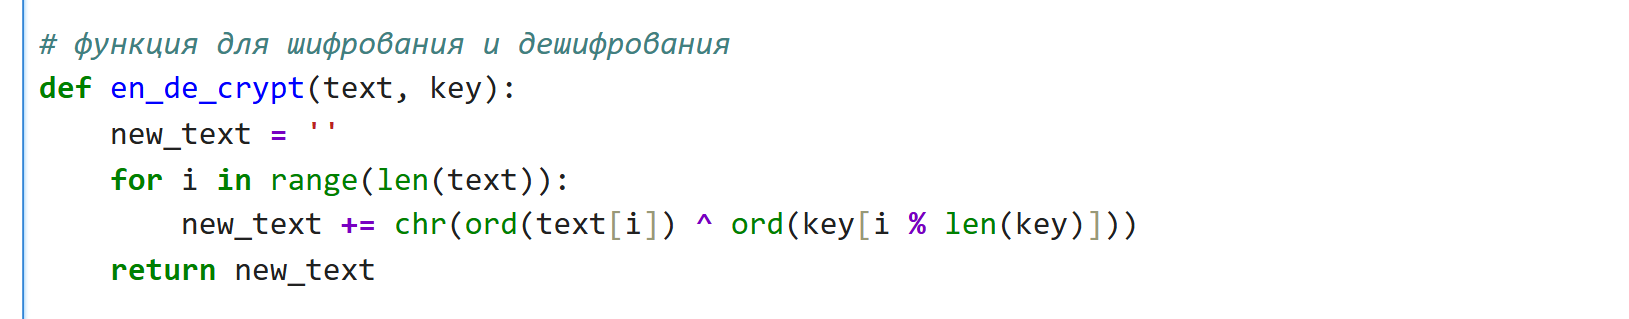 # функция для шифрования и дешифрования
def en_de_crypt(text, key):
    new_text = ''
    for i in range(len(text)):
        new_text += chr(ord(text[i]) ^ ord(key[i % len(key)]))
    return new_text